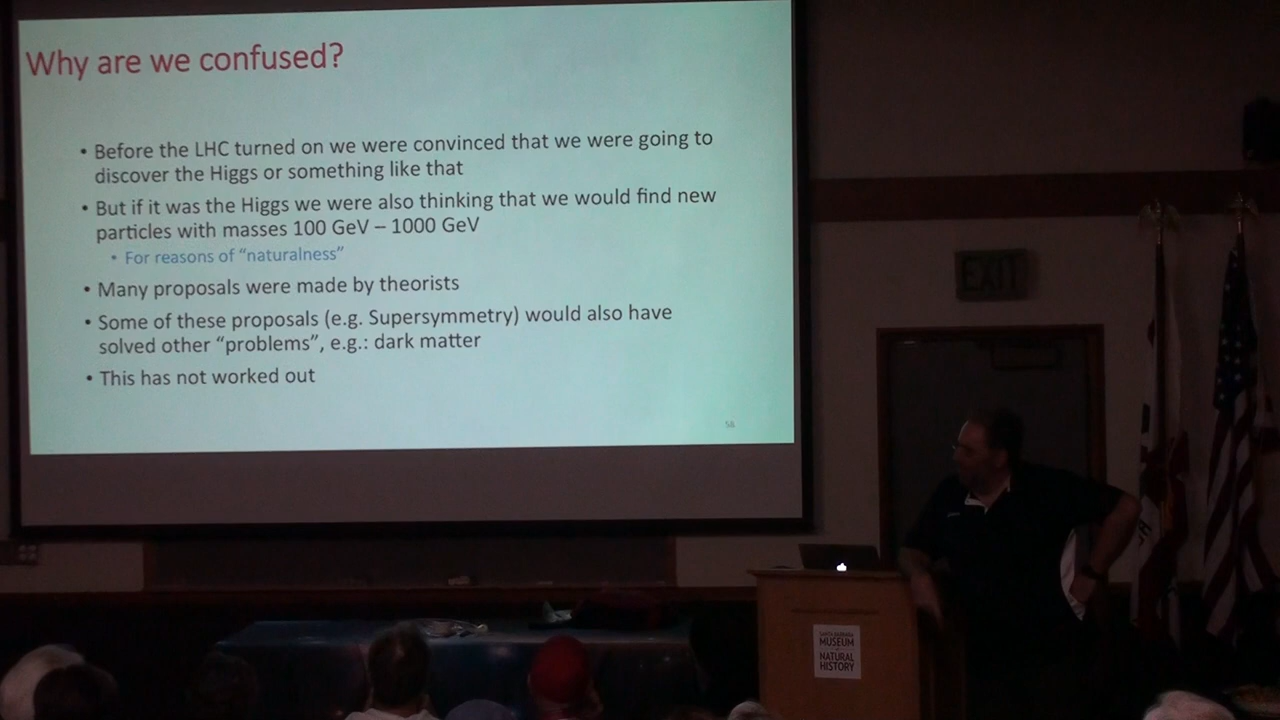 Why are we confused?
• Before the LHC turned on we were convinced that we were going to
discover the Higgs or something like that
• But if it was the Higgs we were also thinking that we would find new
particles with masses 100 GeV – 1000 GeV
• For reasons of “naturalness”
• Many proposals were made by theorists
• Some of these proposals (e.g. Supersymmetry) would also have
solved other “problems”, e.g.: dark matter
• This has not worked out
58
EXIT
SANTA BARBARA
MUSEUM
NATURAL
HISTORY